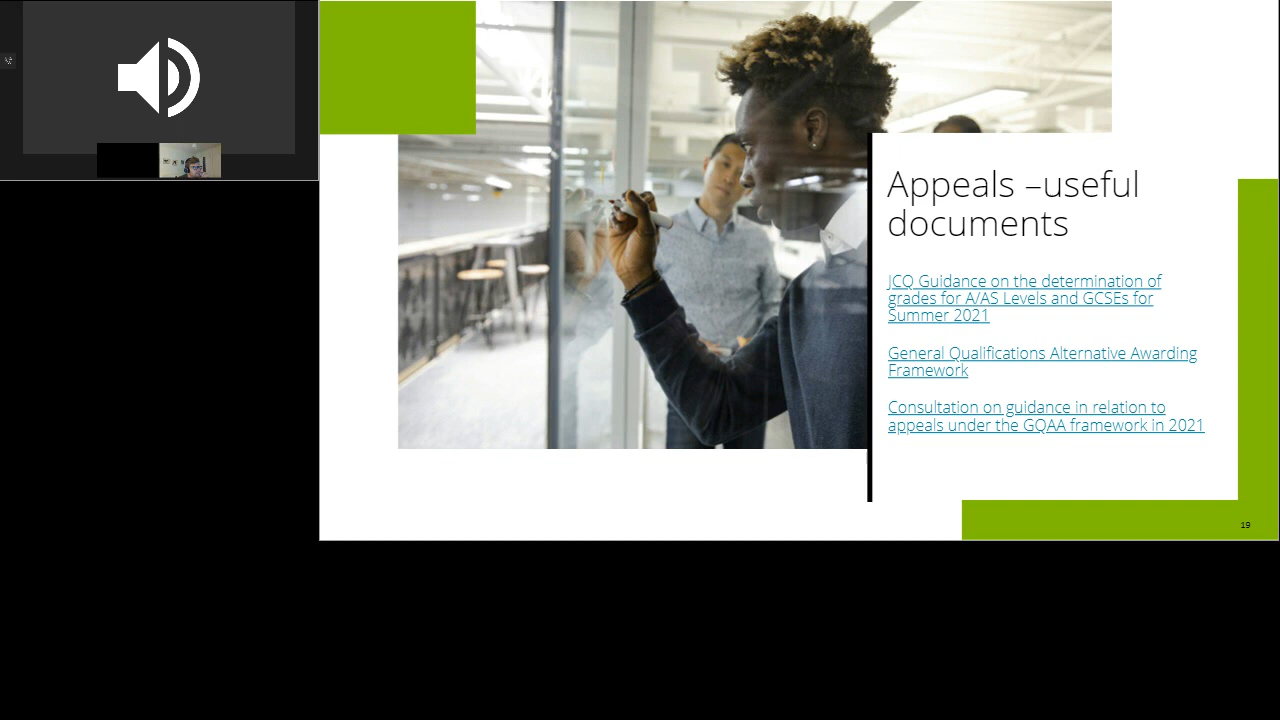 Appeals –useful
documents
JCQ Guidance on the determination of
grades for A/AS Levels and GCSEs for
Summer 2021
General Qualifications Alternative Awarding
Framework
Consultation on guidance in relation to
appeals under the GQAA framework in 2021
19